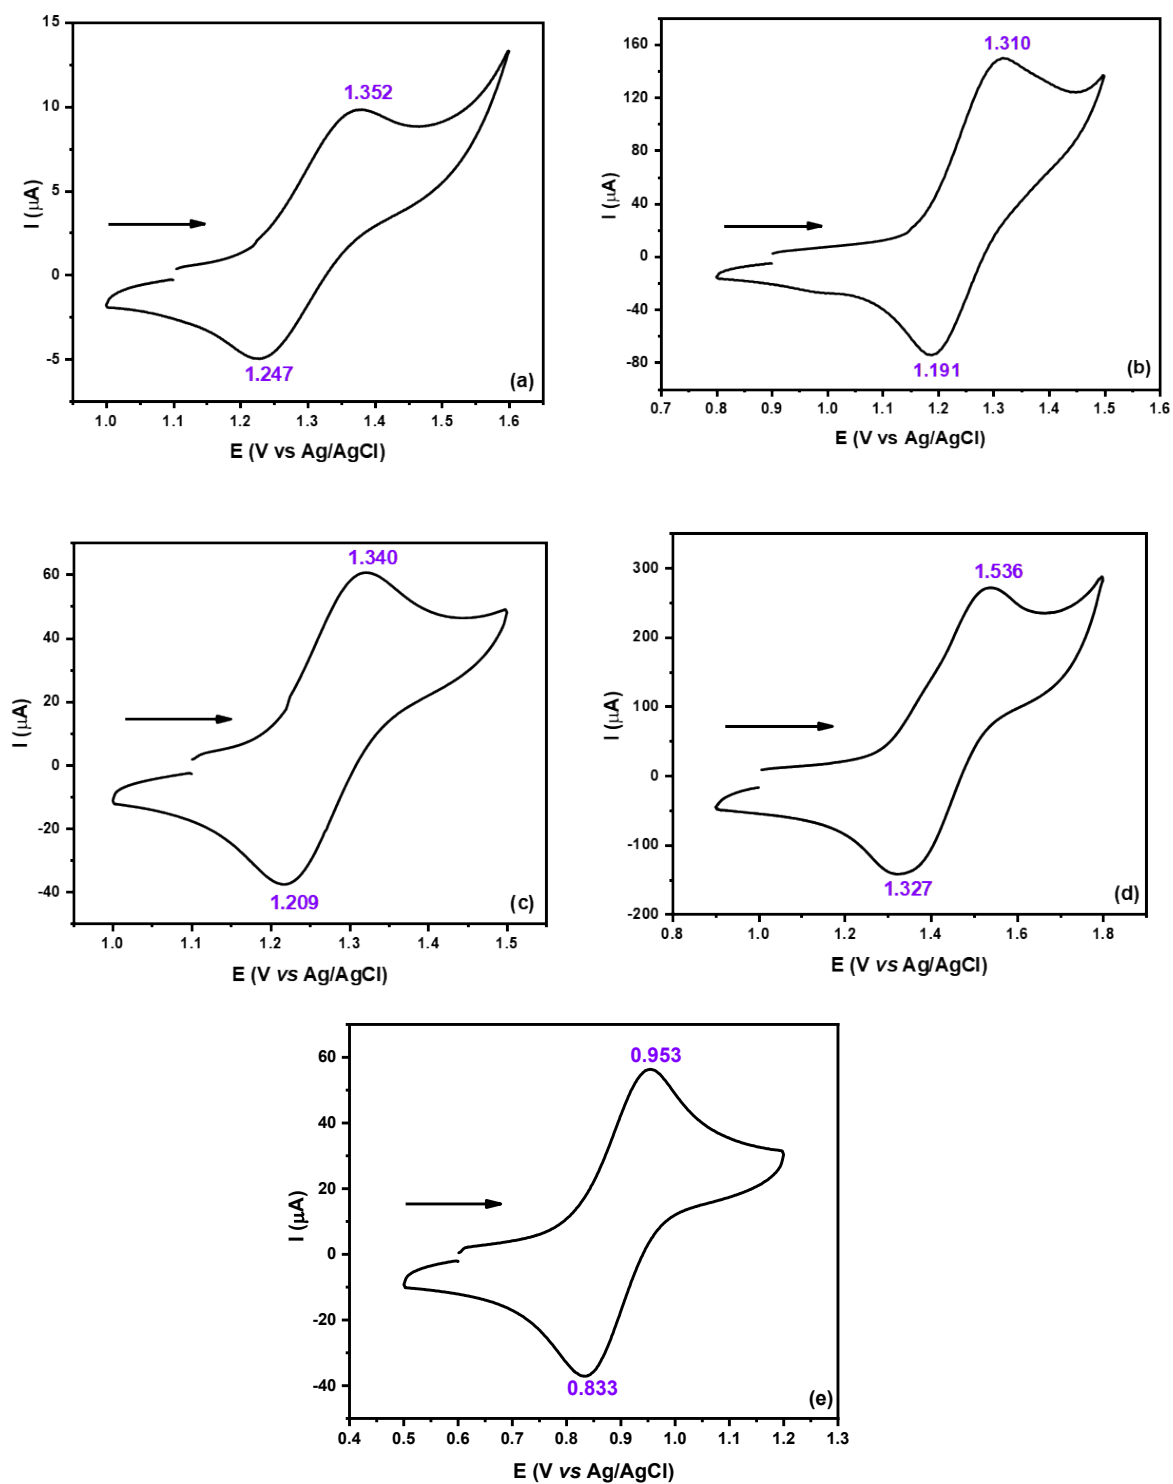 15
10
5
0
-5
I (µA)
1.352
1.247
(a)
1.0 1.1 1.2 1.3 1.4 1.5 1.6
E (V vs Ag/AgCl)
160
120
80
40
0
-40
-80
I (µA)
1.310
1.191
(b)
0.7 0.8 0.9 1.0 1.1 1.2 1.3 1.4 1.5 1.6
E (V vs Ag/AgCl)
60
40
20
0
-20
-40
I (µA)
1.340
1.209
(c)
1.0 1.1 1.2 1.3 1.4 1.5
E (V vs Ag/AgCl)
300
200
100
0
-100
-200
I (µA)
1.536
1.327
(d)
0.8 1.0 1.2 1.4 1.6 1.8
E (V vs Ag/AgCl)
60
40
20
0
-20
-40
I (µA)
0.953
0.833
(e)
0.4 0.5 0.6 0.7 0.8 0.9 1.0 1.1 1.2 1.3
E (V vs Ag/AgCl)